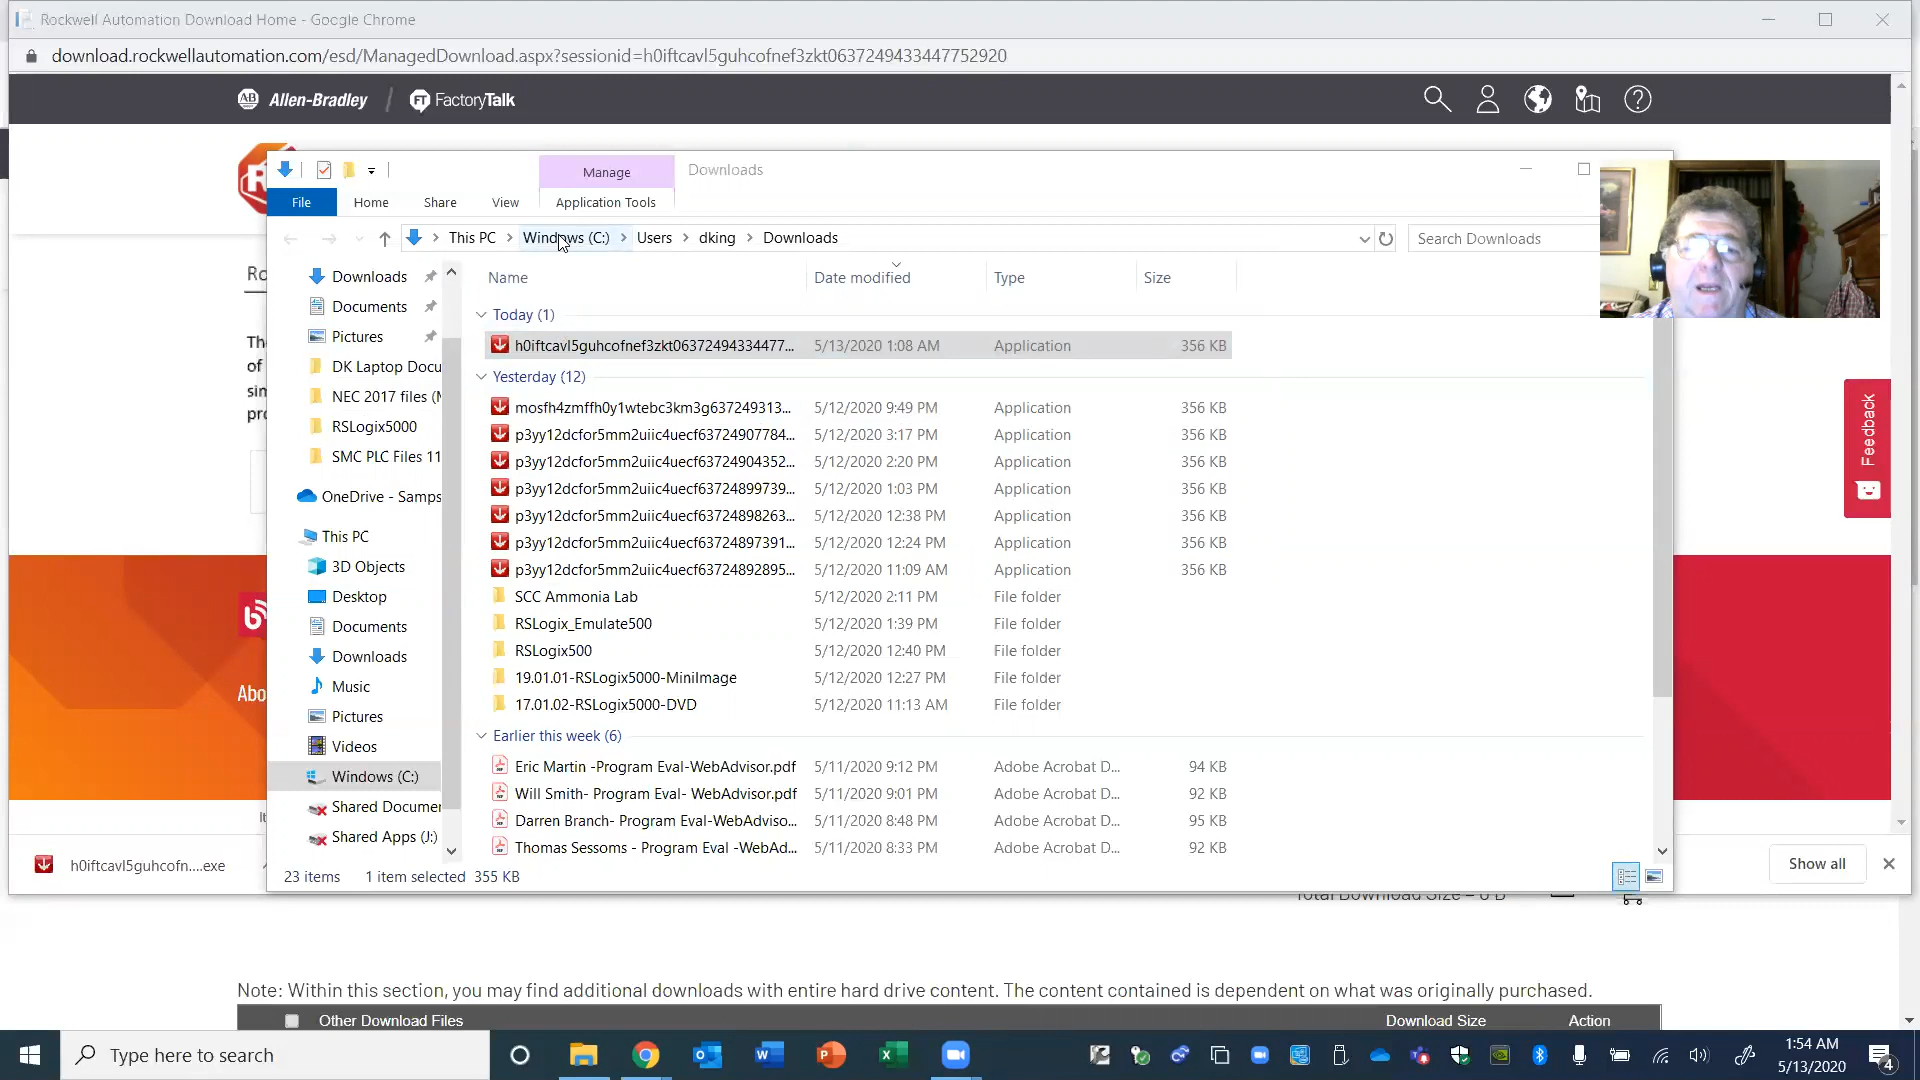 Rockwell Automation Download Home - Google Chrome
download.rockwellautomation.com/esd/ManagedDownload.aspx?sessionid=h0iftcavl5guhcofnef3zkt0637249433447752920
AB Allen-Bradley / FT FactoryTalk
Manage
Downloads
File Home Share View Application Tools
This PC > Windows (C:) > Users > dking > Downloads
Search Downloads
Name Date modified Type Size
Downloads
Documents
Pictures
DK Laptop Docu
NEC 2017 files (M
RSLogix5000
SMC PLC Files 11
OneDrive - Samps
This PC
3D Objects
Desktop
Documents
Downloads
Music
Pictures
Videos
Windows (C:)
Shared Documer
Shared Apps (J:)
Today (1)
h0iftcavl5guhcofnef3zkt06372494334477... 5/13/2020 1:08 AM Application 356 KB
Yesterday (12)
mosfh4zmffh0y1wtebc3km3g637249313... 5/12/2020 9:49 PM Application 356 KB
p3yy12dcfor5mm2uiic4uecf63724907784... 5/12/2020 3:17 PM Application 356 KB
p3yy12dcfor5mm2uiic4uecf63724904352... 5/12/2020 2:20 PM Application 356 KB
p3yy12dcfor5mm2uiic4uecf63724899739... 5/12/2020 1:03 PM Application 356 KB
p3yy12dcfor5mm2uiic4uecf63724898263... 5/12/2020 12:38 PM Application 356 KB
p3yy12dcfor5mm2uiic4uecf63724897391... 5/12/2020 12:24 PM Application 356 KB
p3yy12dcfor5mm2uiic4uecf63724892895... 5/12/2020 11:09 AM Application 356 KB
SCC Ammonia Lab 5/12/2020 2:11 PM File folder
RSLogix_Emulate500 5/12/2020 1:39 PM File folder
RSLogix500 5/12/2020 12:40 PM File folder
19.01.01-RSLogix5000-MiniImage 5/12/2020 12:27 PM File folder
17.01.02-RSLogix5000-DVD 5/12/2020 11:13 AM File folder
Earlier this week (6)
Eric Martin -Program Eval-WebAdvisor.pdf 5/11/2020 9:12 PM Adobe Acrobat D... 94 KB
Will Smith- Program Eval- WebAdvisor.pdf 5/11/2020 9:01 PM Adobe Acrobat D... 92 KB
Darren Branch- Program Eval-WebAdviso... 5/11/2020 8:48 PM Adobe Acrobat D... 95 KB
Thomas Sessoms - Program Eval -WebAd... 5/11/2020 8:33 PM Adobe Acrobat D... 92 KB
23 items 1 item selected 355 KB
Ro
Th
of
sin
pro
Abo
It
Feedback
h0iftcavl5guhcofn....exe
Show all
Total Download Size = 0 B
Note: Within this section, you may find additional downloads with entire hard drive content. The content contained is dependent on what was originally purchased.
Other Download Files Download Size Action
Type here to search
1:54 AM
5/13/2020
4